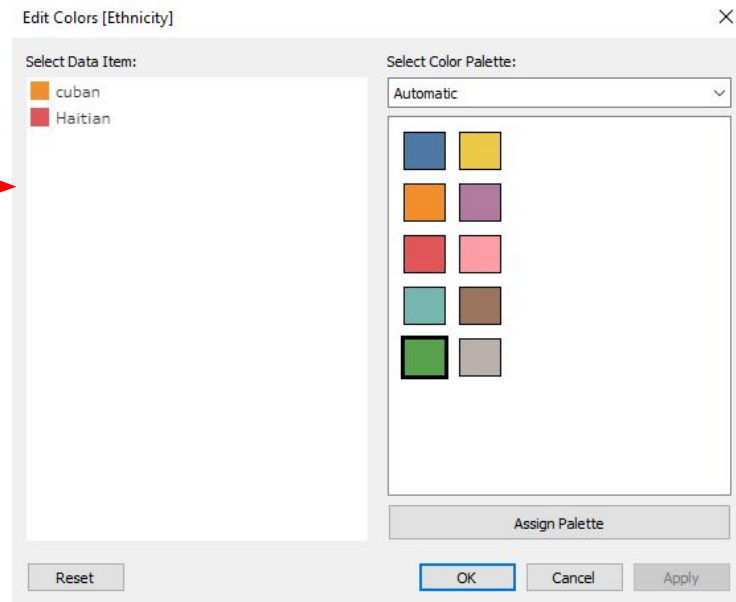 Edit Colors [Ethnicity]
Select Data Item:
cuban
Haitian
Select Color Palette:
Automatic
Assign Palette
Reset
OK
Cancel
Apply